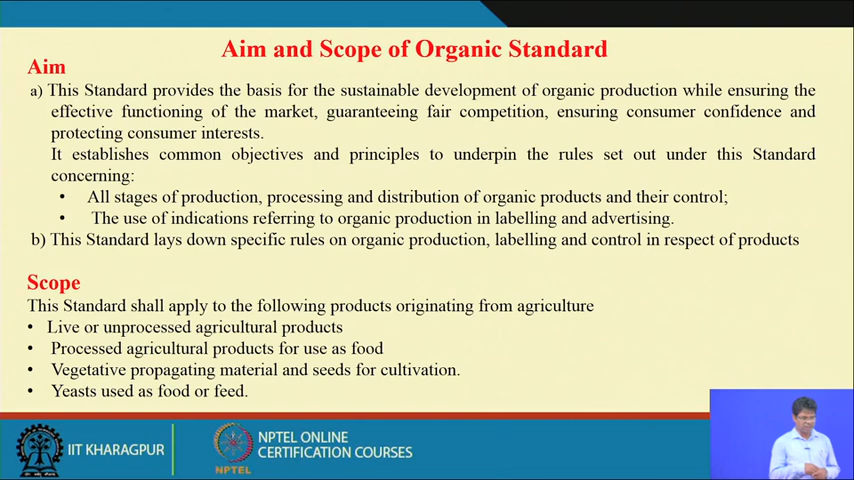 Aim and Scope of Organic Standard
Aim
a) This Standard provides the basis for the sustainable development of organic production while ensuring the
effective functioning of the market, guaranteeing fair competition, ensuring consumer confidence and
protecting consumer interests.
It establishes common objectives and principles to underpin the rules set out under this Standard
concerning:
• All stages of production, processing and distribution of organic products and their control;
• The use of indications referring to organic production in labelling and advertising.
b) This Standard lays down specific rules on organic production, labelling and control in respect of products
Scope
This Standard shall apply to the following products originating from agriculture
• Live or unprocessed agricultural products
• Processed agricultural products for use as food
• Vegetative propagating material and seeds for cultivation.
• Yeasts used as food or feed.
IIT KHARAGPUR
NPTEL
NPTEL ONLINE
CERTIFICATION COURSES